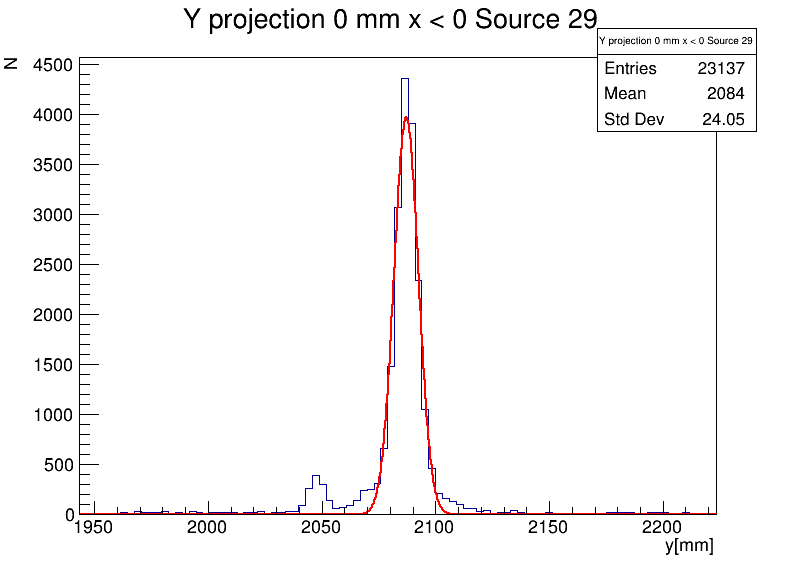 Y projection 0 mm x < 0 Source 29
Y projection 0 mm x < 0 Source 29
Entries 23137
Mean 2084
Std Dev 24.05
N
4500
4000
3500
3000
2500
2000
1500
1000
500
0
1950 2000 2050 2100 2150 2200
y[mm]